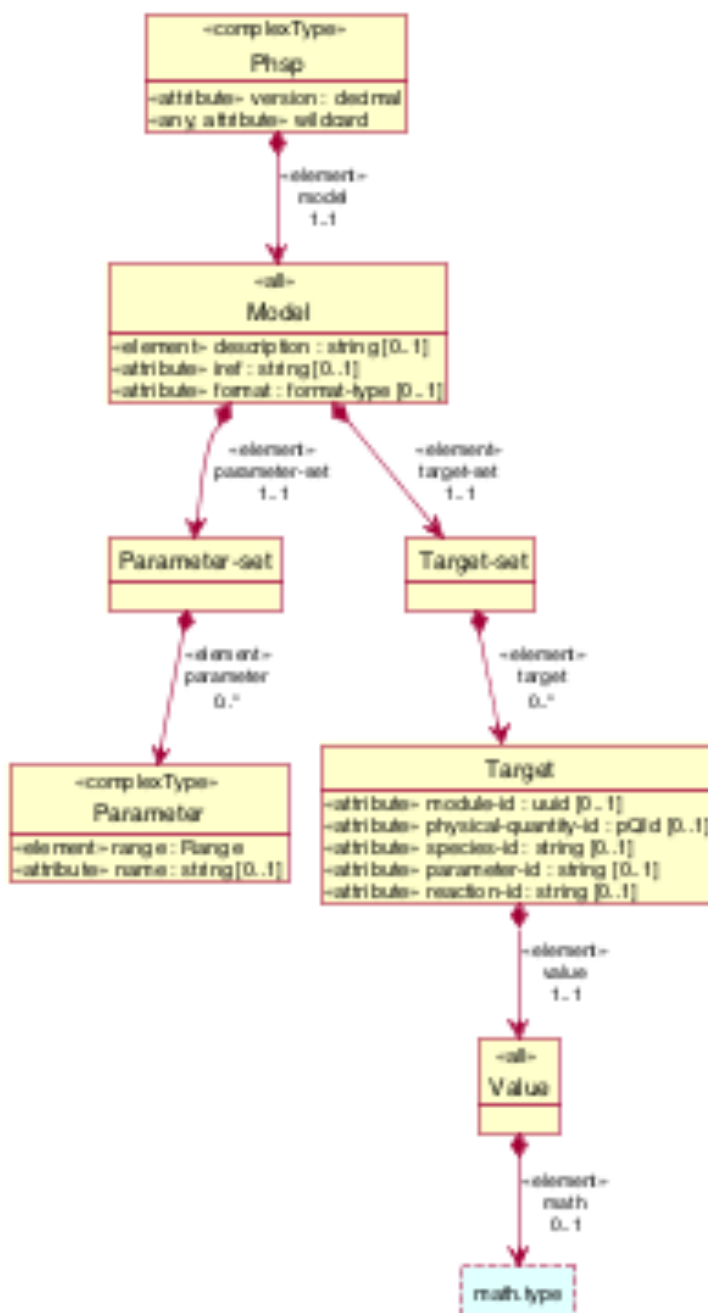 «complexType»
Phsp
«attribute» version : decimal
«any, attribute» wildcard
«element»
model
1..1
«all»
Model
«element» description : string [0..1]
«attribute» iref : string [0..1]
«attribute» format : format-type [0..1]
«element»
parameter-set
1..1
«element»
target-set
1..1
Parameter-set
Target-set
«element»
parameter
0..*
«element»
target
0..*
«complexType»
Parameter
«element» range : Range
«attribute» name : string [0..1]
Target
«attribute» module-id : uuid [0..1]
«attribute» physical-quantity-id : pQId [0..1]
«attribute» species-id : string [0..1]
«attribute» parameter-id : string [0..1]
«attribute» reaction-id : string [0..1]
«element»
value
1..1
«all»
Value
«element»
math
0..1
math.type